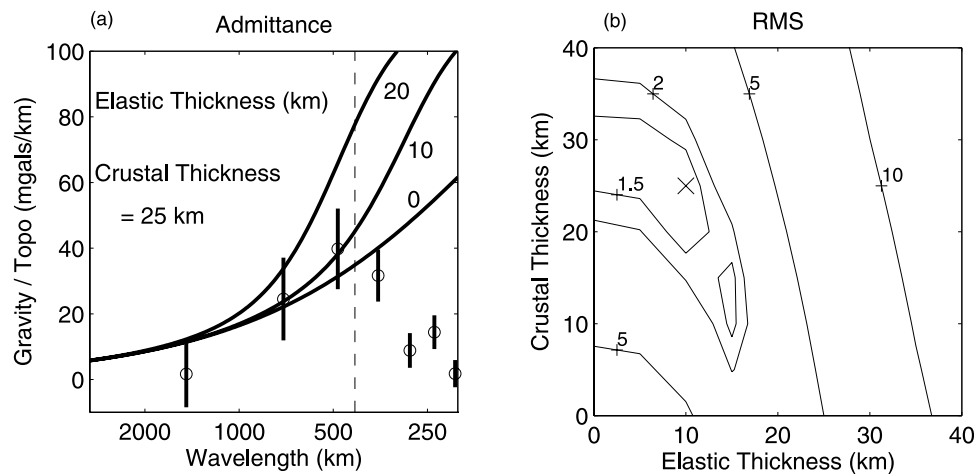 (a)
Admittance
100
80
60
40
20
0
Gravity / Topo (mgals/km)
Elastic Thickness (km)
Crustal Thickness
= 25 km
20
10
0
2000
1000
500
250
Wavelength (km)
(b)
RMS
40
30
20
10
0
Crustal Thickness (km)
2
5
10
1.5
5
0
10
20
30
40
Elastic Thickness (km)